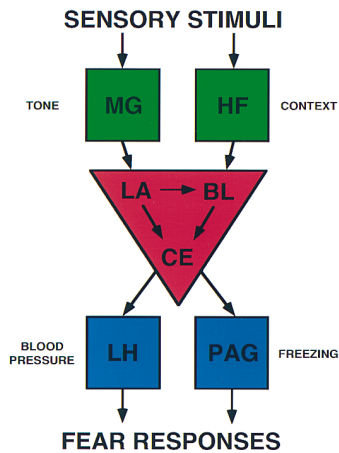 SENSORY STIMULI
TONE
MG
HF
CONTEXT
LA
BL
CE
BLOOD
PRESSURE
LH
PAG
FREEZING
FEAR RESPONSES